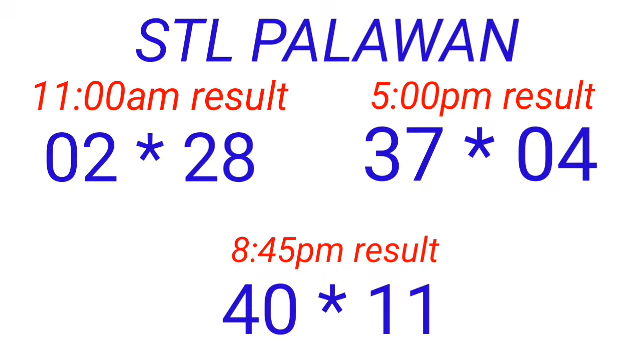 STL PALAWAN
11:00am result
02 * 28
5:00pm result
37 * 04
8:45pm result
40 * 11